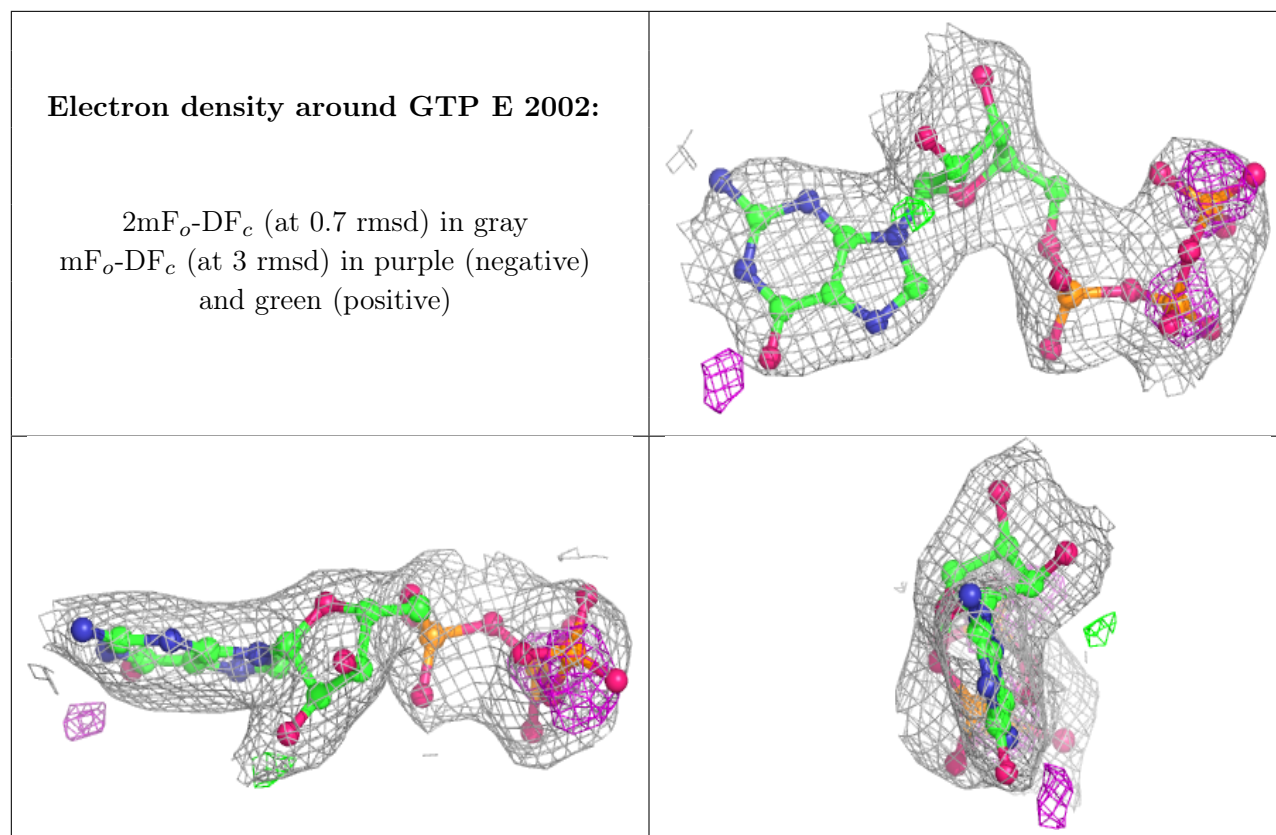 Electron density around GTP E 2002:
2mFₒ-DF𝒸 (at 0.7 rmsd) in gray
mFₒ-DF𝒸 (at 3 rmsd) in purple (negative)
and green (positive)